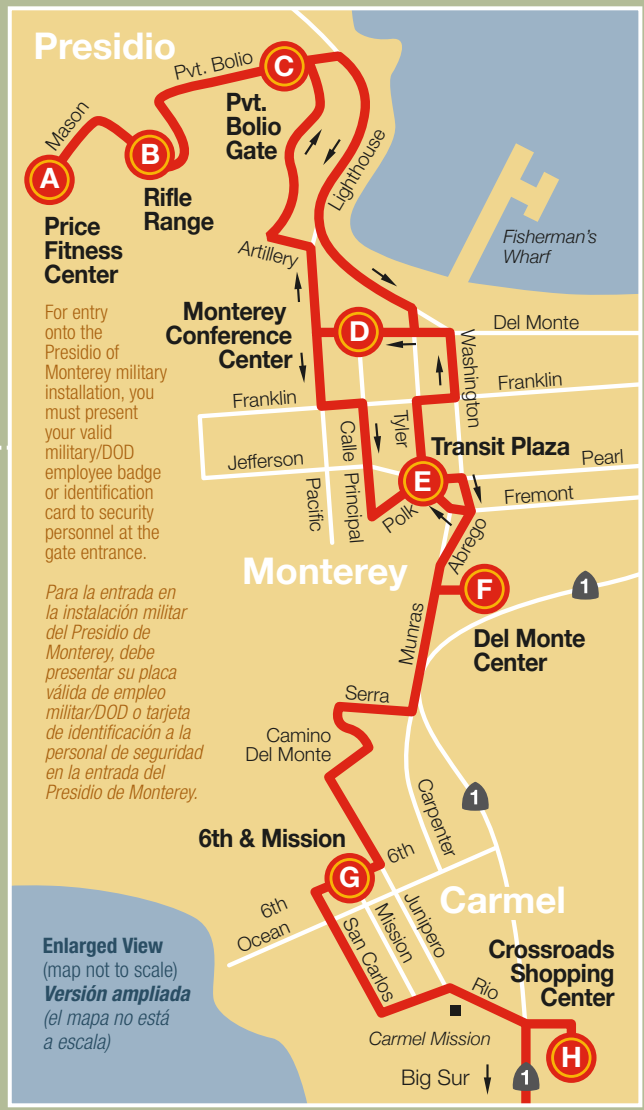 Presidio
Mason
Pvt. Bolio
A
B
C
Price
Fitness
Center
Rifle
Range
Pvt.
Bolio
Gate
Lighthouse
Artillery
Fisherman's
Wharf
For entry
onto the
Presidio of
Monterey military
installation, you
must present
your valid
military/DOD
employee badge
or identification
card to security
personnel at the
gate entrance.
Para la entrada en
la instalación militar
del Presidio de
Monterey, debe
presentar su placa
válida de empleo
militar/DOD o tarjeta
de identificación a la
personal de seguridad
en la entrada del
Presidio de Monterey.
Monterey
Conference
Center
D
Del Monte
Washington
Franklin
Franklin
Jefferson
Pacific
Calle Principal
Tyler
Transit Plaza
E
Pearl
Fremont
Polk
Abrego
Monterey
F
1
Del Monte
Center
Munras
Serra
Camino
Del Monte
1
Carpenter
6th & Mission
G
6th
6th
Ocean
Carmel
Junipero
Mission
San Carlos
Crossroads
Shopping
Center
Rio
Carmel Mission
H
Big Sur
1
Enlarged View
(map not to scale)
Versión ampliada
(el mapa no está
a escala)